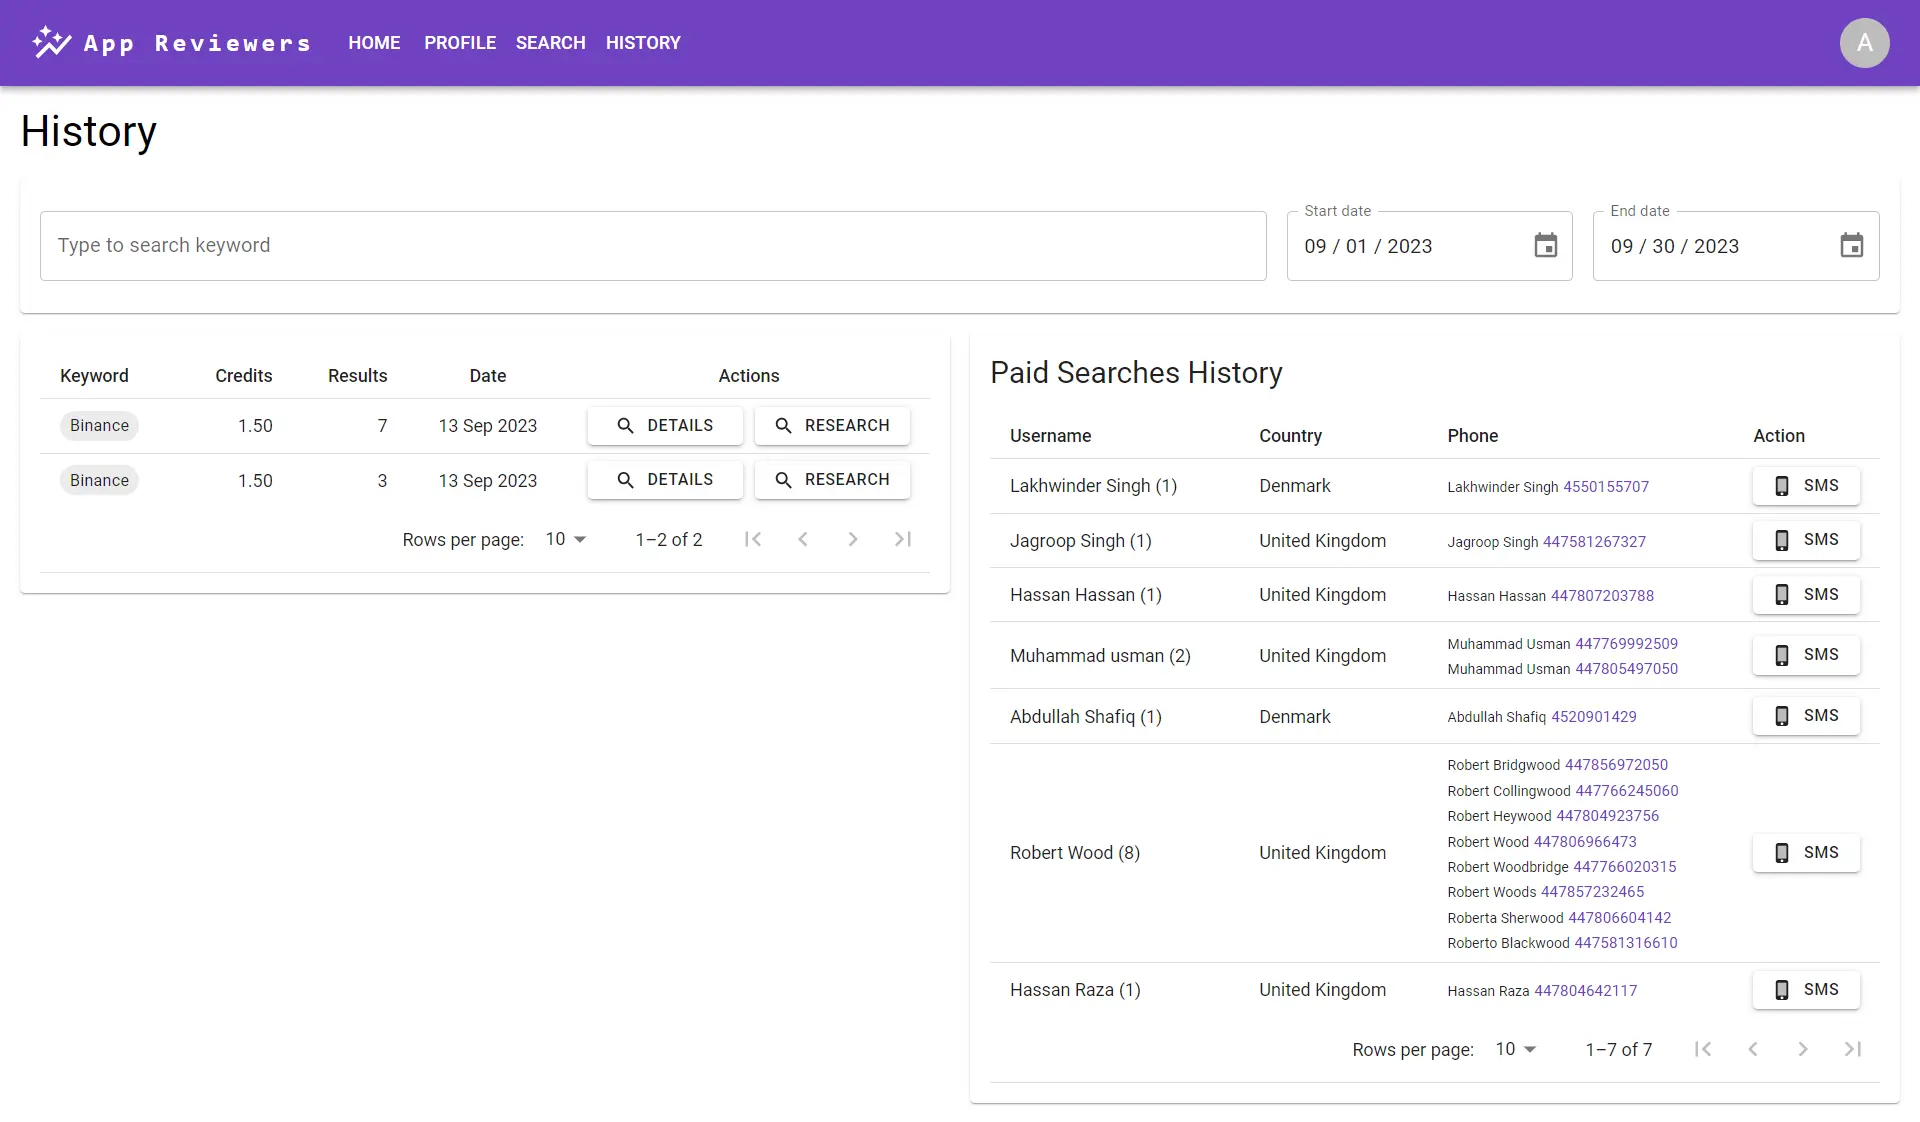 App Reviewers HOME PROFILE SEARCH HISTORY A
History
Type to search keyword
Start date
09 / 01 / 2023
End date
09 / 30 / 2023
Keyword Credits Results Date Actions
Binance 1.50 7 13 Sep 2023 DETAILS RESEARCH
Binance 1.50 3 13 Sep 2023 DETAILS RESEARCH
Rows per page: 10 1–2 of 2
Paid Searches History
Username Country Phone Action
Lakhwinder Singh (1) Denmark Lakhwinder Singh 4550155707 SMS
Jagroop Singh (1) United Kingdom Jagroop Singh 447581267327 SMS
Hassan Hassan (1) United Kingdom Hassan Hassan 447807203788 SMS
Muhammad usman (2) United Kingdom Muhammad Usman 447769992509
Muhammad Usman 447805497050 SMS
Abdullah Shafiq (1) Denmark Abdullah Shafiq 4520901429 SMS
Robert Wood (8) United Kingdom Robert Bridgwood 447856972050
Robert Collingwood 447766245060
Robert Heywood 447804923756
Robert Wood 447806966473
Robert Woodbridge 447766020315
Robert Woods 447857232465
Roberta Sherwood 447806604142
Roberto Blackwood 447581316610 SMS
Hassan Raza (1) United Kingdom Hassan Raza 447804642117 SMS
Rows per page: 10 1–7 of 7